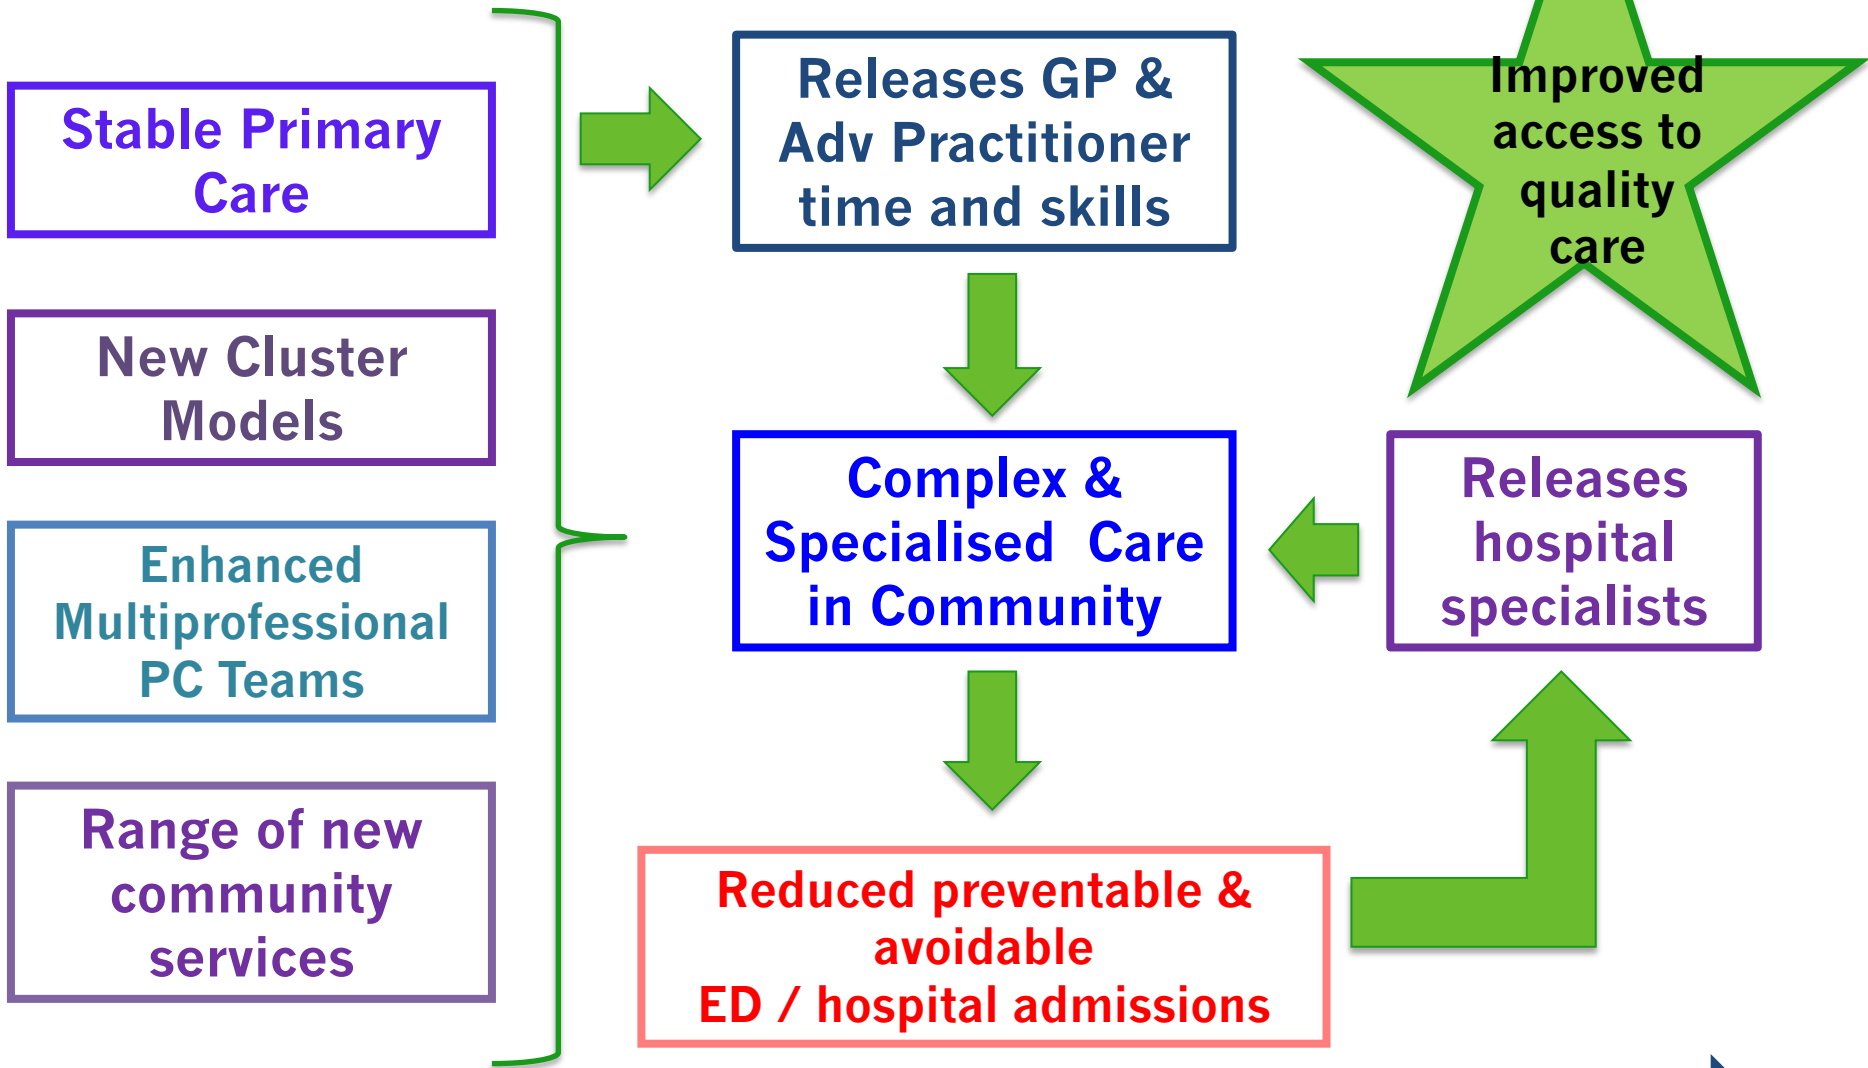 Stable Primary
Care
New Cluster
Models
Enhanced
Multiprofessional
PC Teams
Range of new
community
services
Releases GP &
Adv Practitioner
time and skills
Complex &
Specialised  Care
in Community
Reduced preventable &
avoidable
ED / hospital admissions
Releases
hospital
specialists
Improved
access to
quality
care